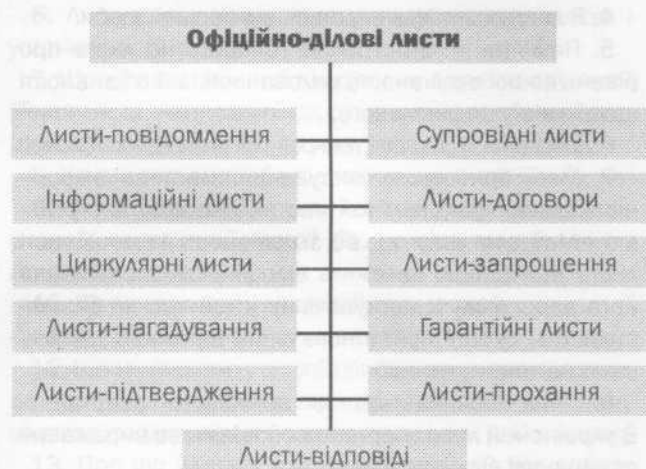 Офіційно-ділові листи
Листи-повідомлення
Супровідні листи
Інформаційні листи
Листи-договори
Циркулярні листи
Листи-запрошення
Листи-нагадування
Гарантійні листи
Листи-підтвердження
Листи-прохання
Листи-відповіді